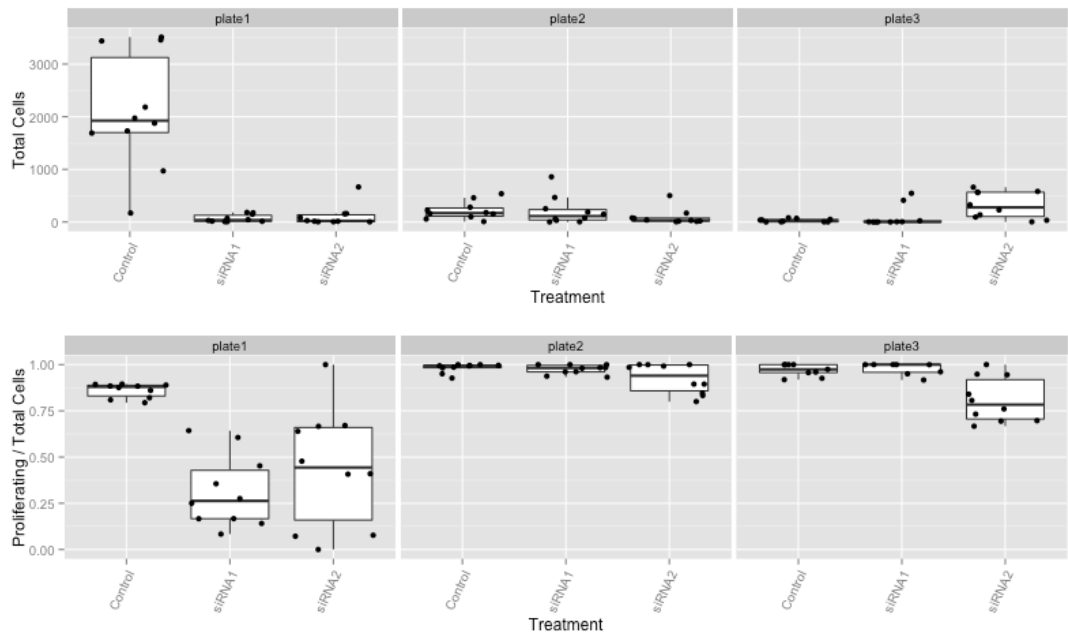 plate1 plate2 plate3
Total Cells
3000
2000
1000
0
Control siRNA1 siRNA2 Control siRNA1 siRNA2 Control siRNA1 siRNA2
Treatment
plate1 plate2 plate3
Proliferating / Total Cells
1.00
0.75
0.50
0.25
0.00
Control siRNA1 siRNA2 Control siRNA1 siRNA2 Control siRNA1 siRNA2
Treatment